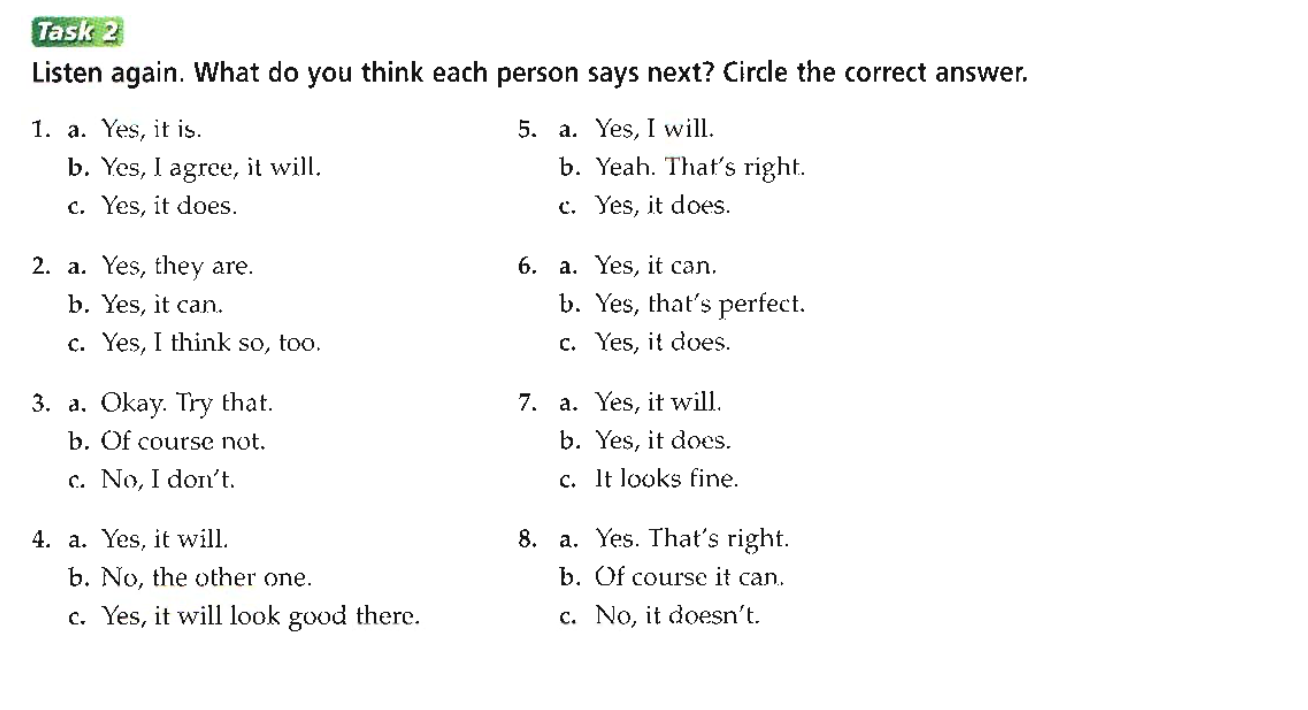 Task 2
Listen again. What do you think each person says next? Circle the correct answer.
1. a. Yes, it is.
b. Yes, I agree, it will.
c. Yes, it does.
2. a. Yes, they are.
b. Yes, it can.
c. Yes, I think so, too.
3. a. Okay. Try that.
b. Of course not.
c. No, I don't.
4. a. Yes, it will.
b. No, the other one.
c. Yes, it will look good there.
5. a. Yes, I will.
b. Yeah. That's right.
c. Yes, it does.
6. a. Yes, it can.
b. Yes, that's perfect.
c. Yes, it does.
7. a. Yes, it will.
b. Yes, it does.
c. It looks fine.
8. a. Yes. That's right.
b. Of course it can.
c. No, it doesn't.